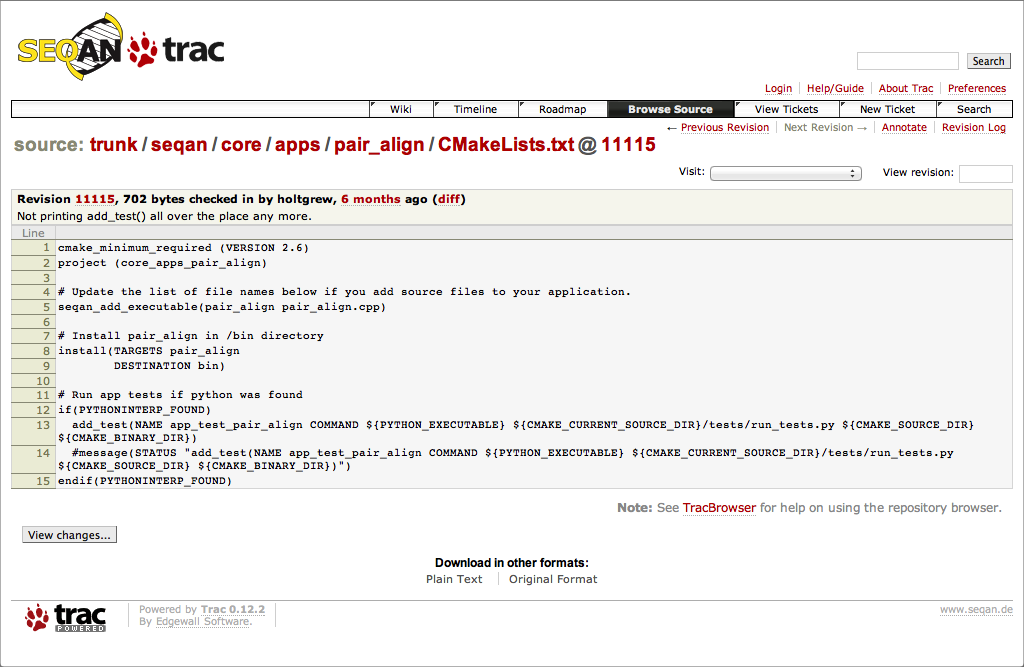 SEQAN trac
Search
Login Help/Guide About Trac Preferences
Wiki Timeline Roadmap Browse Source View Tickets New Ticket Search
← Previous Revision Next Revision → Annotate Revision Log
source: trunk / seqan / core / apps / pair_align / CMakeLists.txt @ 11115
Visit: View revision:
Revision 11115, 702 bytes checked in by holtgrew, 6 months ago (diff)
Not printing add_test() all over the place any more.
Line
1 cmake_minimum_required (VERSION 2.6)
2 project (core_apps_pair_align)
3
4 # Update the list of file names below if you add source files to your application.
5 seqan_add_executable(pair_align pair_align.cpp)
6
7 # Install pair_align in /bin directory
8 install(TARGETS pair_align
9         DESTINATION bin)
10
11 # Run app tests if python was found
12 if(PYTHONINTERP_FOUND)
13   add_test(NAME app_test_pair_align COMMAND ${PYTHON_EXECUTABLE} ${CMAKE_CURRENT_SOURCE_DIR}/tests/run_tests.py ${CMAKE_SOURCE_DIR}
${CMAKE_BINARY_DIR})
14   #message(STATUS "add_test(NAME app_test_pair_align COMMAND ${PYTHON_EXECUTABLE} ${CMAKE_CURRENT_SOURCE_DIR}/tests/run_tests.py
${CMAKE_SOURCE_DIR} ${CMAKE_BINARY_DIR})")
15 endif(PYTHONINTERP_FOUND)
Note: See TracBrowser for help on using the repository browser.
View changes...
Download in other formats:
Plain Text Original Format
trac POWERED
Powered by Trac 0.12.2
By Edgewall Software.
www.seqan.de